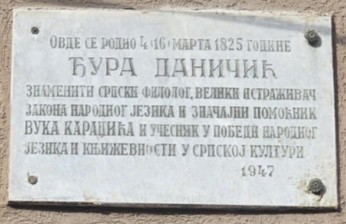 ОВДЕ СЕ РОДИО 4(16) МАРТА 1825 ГОДИНЕ
ЂУРА ДАНИЧИЋ
ЗНАМЕНИТИ СРПСКИ ФИЛОЛОГ, ВЕЛИКИ ИСТРАЖИВАЧ
ЗАКОНА НАРОДНОГ ЈЕЗИКА И ЗНАЧАЈНИ ПОМОЋНИК
ВУКА КАРАЏИЋА И УЧЕСНИК У ПОБЕДИ НАРОДНОГ
ЈЕЗИКА И КЊИЖЕВНОСТИ У СРПСКОЈ КУЛТУРИ
1947